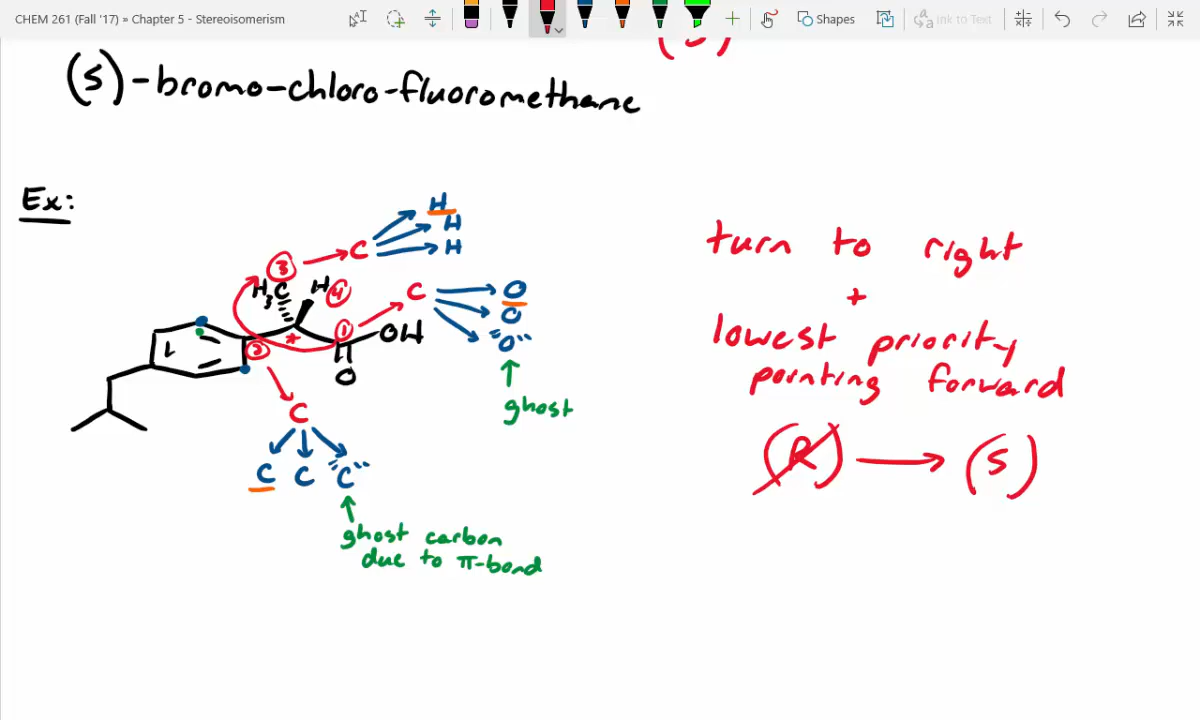 CHEM 261 (Fall '17) » Chapter 5 - Stereoisomerism
Shapes
Ink to Text
(S)
(S)-bromo-chloro-fluoromethane
Ex:
H
H
H
C
3
H₃C
H
4
C
O
O
"O"
1
OH
2
O
ghost
C
C C "C"
ghost carbon
due to π-bond
turn to right
+
lowest priority
pointing forward
(R) → (S)